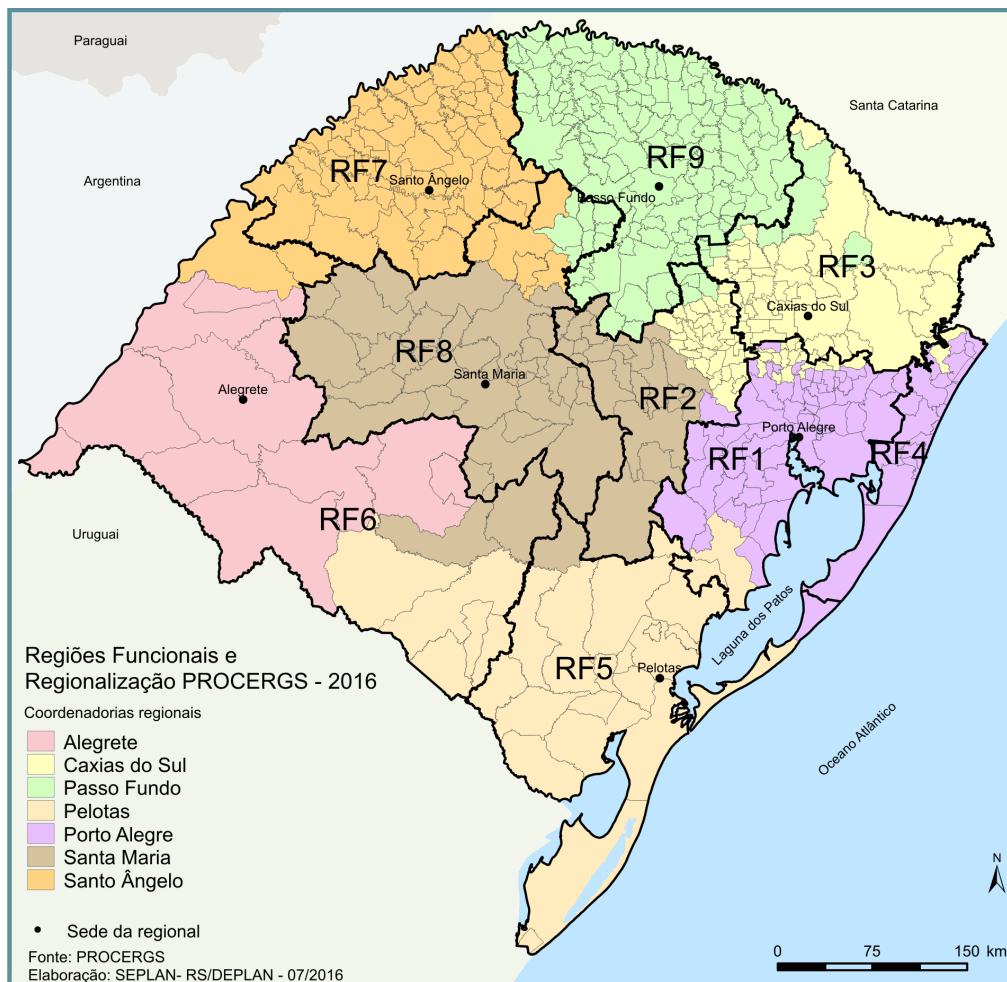 Paraguai
Santa Catarina
Argentina
RF9
RF7
Santo Ângelo
Passo Fundo
RF3
Caxias do Sul
RF8
Santa Maria
Alegrete
RF2
Porto Alegre
RF1
RF4
RF6
Uruguai
Laguna dos Patos
RF5
Pelotas
Oceano Atlântico
Regiões Funcionais e
Regionalização PROCERGS - 2016
Coordenadorias regionais
Alegrete
Caxias do Sul
Passo Fundo
Pelotas
Porto Alegre
Santa Maria
Santo Ângelo
Sede da regional
Fonte: PROCERGS
Elaboração: SEPLAN- RS/DEPLAN - 07/2016
N
0 75 150 km